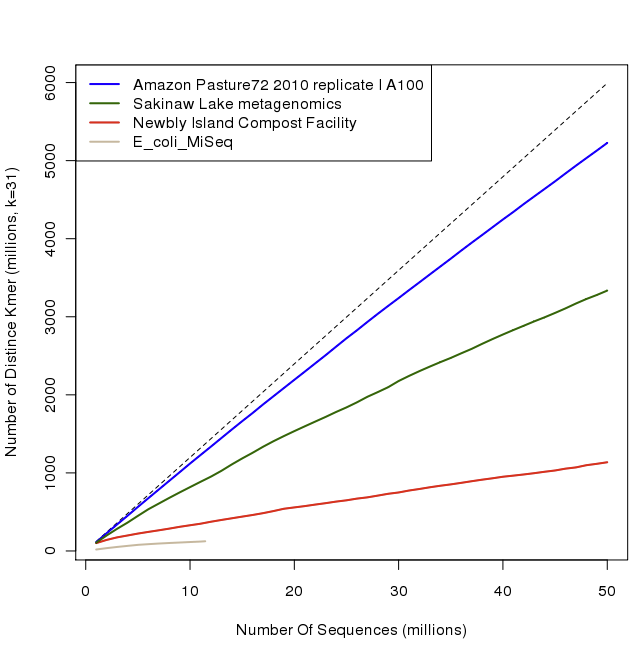 Amazon Pasture72 2010 replicate I A100
Sakinaw Lake metagenomics
Newbly Island Compost Facility
E_coli_MiSeq
6000
5000
4000
3000
2000
1000
0
Number of Distince Kmer (millions, k=31)
0 10 20 30 40 50
Number Of Sequences (millions)